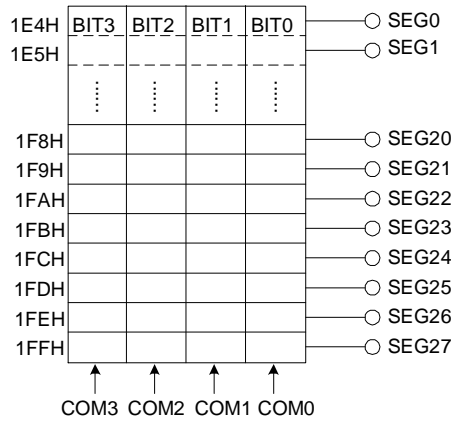 1E4H BIT3 BIT2 BIT1 BIT0 SEG0
1E5H SEG1
1F8H SEG20
1F9H SEG21
1FAH SEG22
1FBH SEG23
1FCH SEG24
1FDH SEG25
1FEH SEG26
1FFH SEG27
COM3 COM2 COM1 COM0